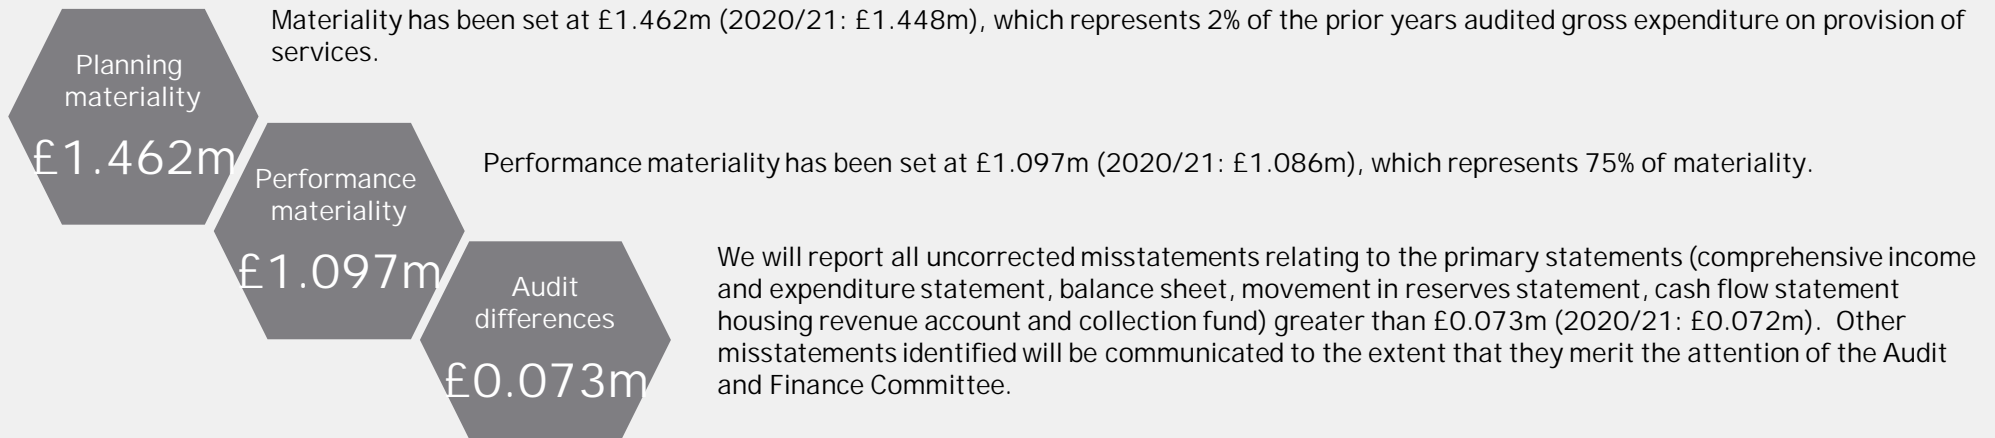 Materiality has been set at £1.462m (2020/21: £1.448m), which represents 2% of the prior years audited gross expenditure on provision of
services.
Planning
materiality
£1.462m
Performance materiality has been set at £1.097m (2020/21: £1.086m), which represents 75% of materiality.
Performance
materiality
£1.097m
We will report all uncorrected misstatements relating to the primary statements (comprehensive income
and expenditure statement, balance sheet, movement in reserves statement, cash flow statement
housing revenue account and collection fund) greater than £0.073m (2020/21: £0.072m).  Other
misstatements identified will be communicated to the extent that they merit the attention of the Audit
and Finance Committee.
Audit
differences
£0.073m